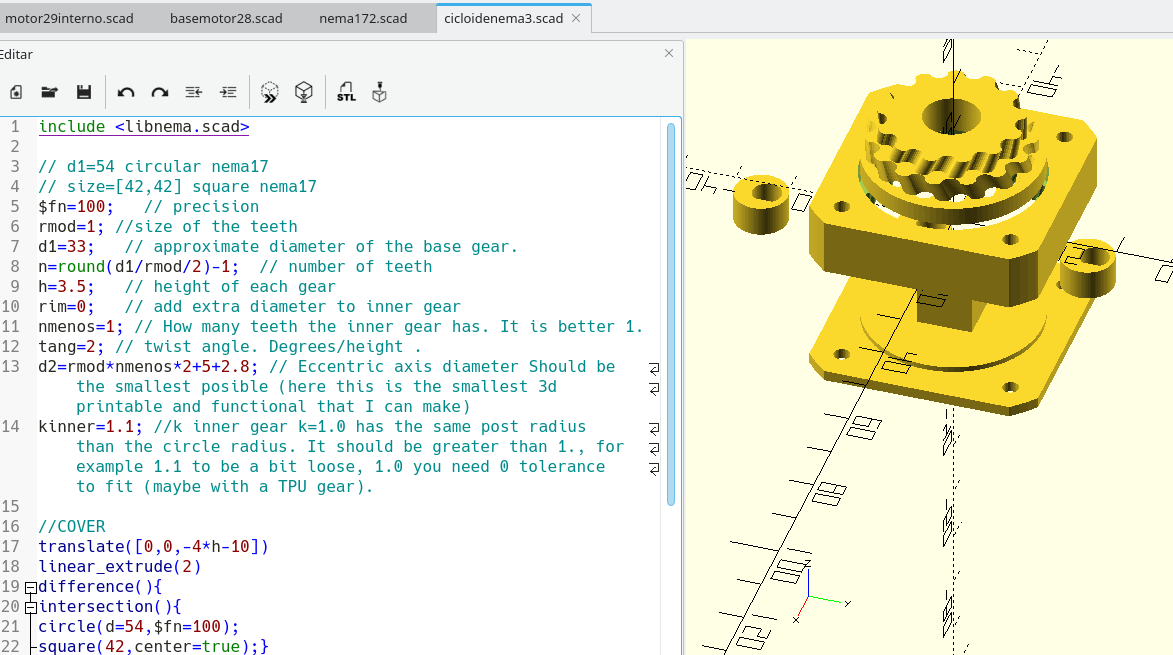 motor29interno.scad basemotor28.scad nema172.scad cicloidenema3.scad
Editar
STL
1 include <libnema.scad>
2
3 // d1=54 circular nema17
4 // size=[42,42] square nema17
5 $fn=100;   // precision
6 rmod=1; //size of the teeth
7 d1=33;   // approximate diameter of the base gear.
8 n=round(d1/rmod/2)-1;  // number of teeth
9 h=3.5;   // height of each gear
10 rim=0;   // add extra diameter to inner gear
11 nmenos=1; // How many teeth the inner gear has. It is better 1.
12 tang=2; // twist angle. Degrees/height .
13 d2=rmod*nmenos*2+5+2.8; // Eccentric axis diameter Should be
the smallest posible (here this is the smallest 3d
printable and functional that I can make)
14 kinner=1.1; //k inner gear k=1.0 has the same post radius
than the circle radius. It should be greater than 1., for
example 1.1 to be a bit loose, 1.0 you need 0 tolerance
to fit (maybe with a TPU gear).
15
16 //COVER
17 translate([0,0,-4*h-10])
18 linear_extrude(2)
19 difference(){
20 intersection(){
21 circle(d=54,$fn=100);
22 square(42,center=true);}
x
y